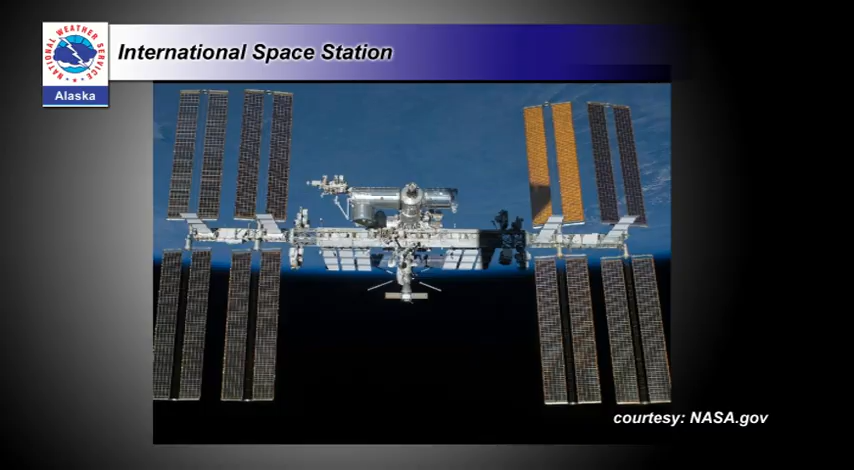 NATIONAL WEATHER SERVICE
Alaska
International Space Station
courtesy: NASA.gov